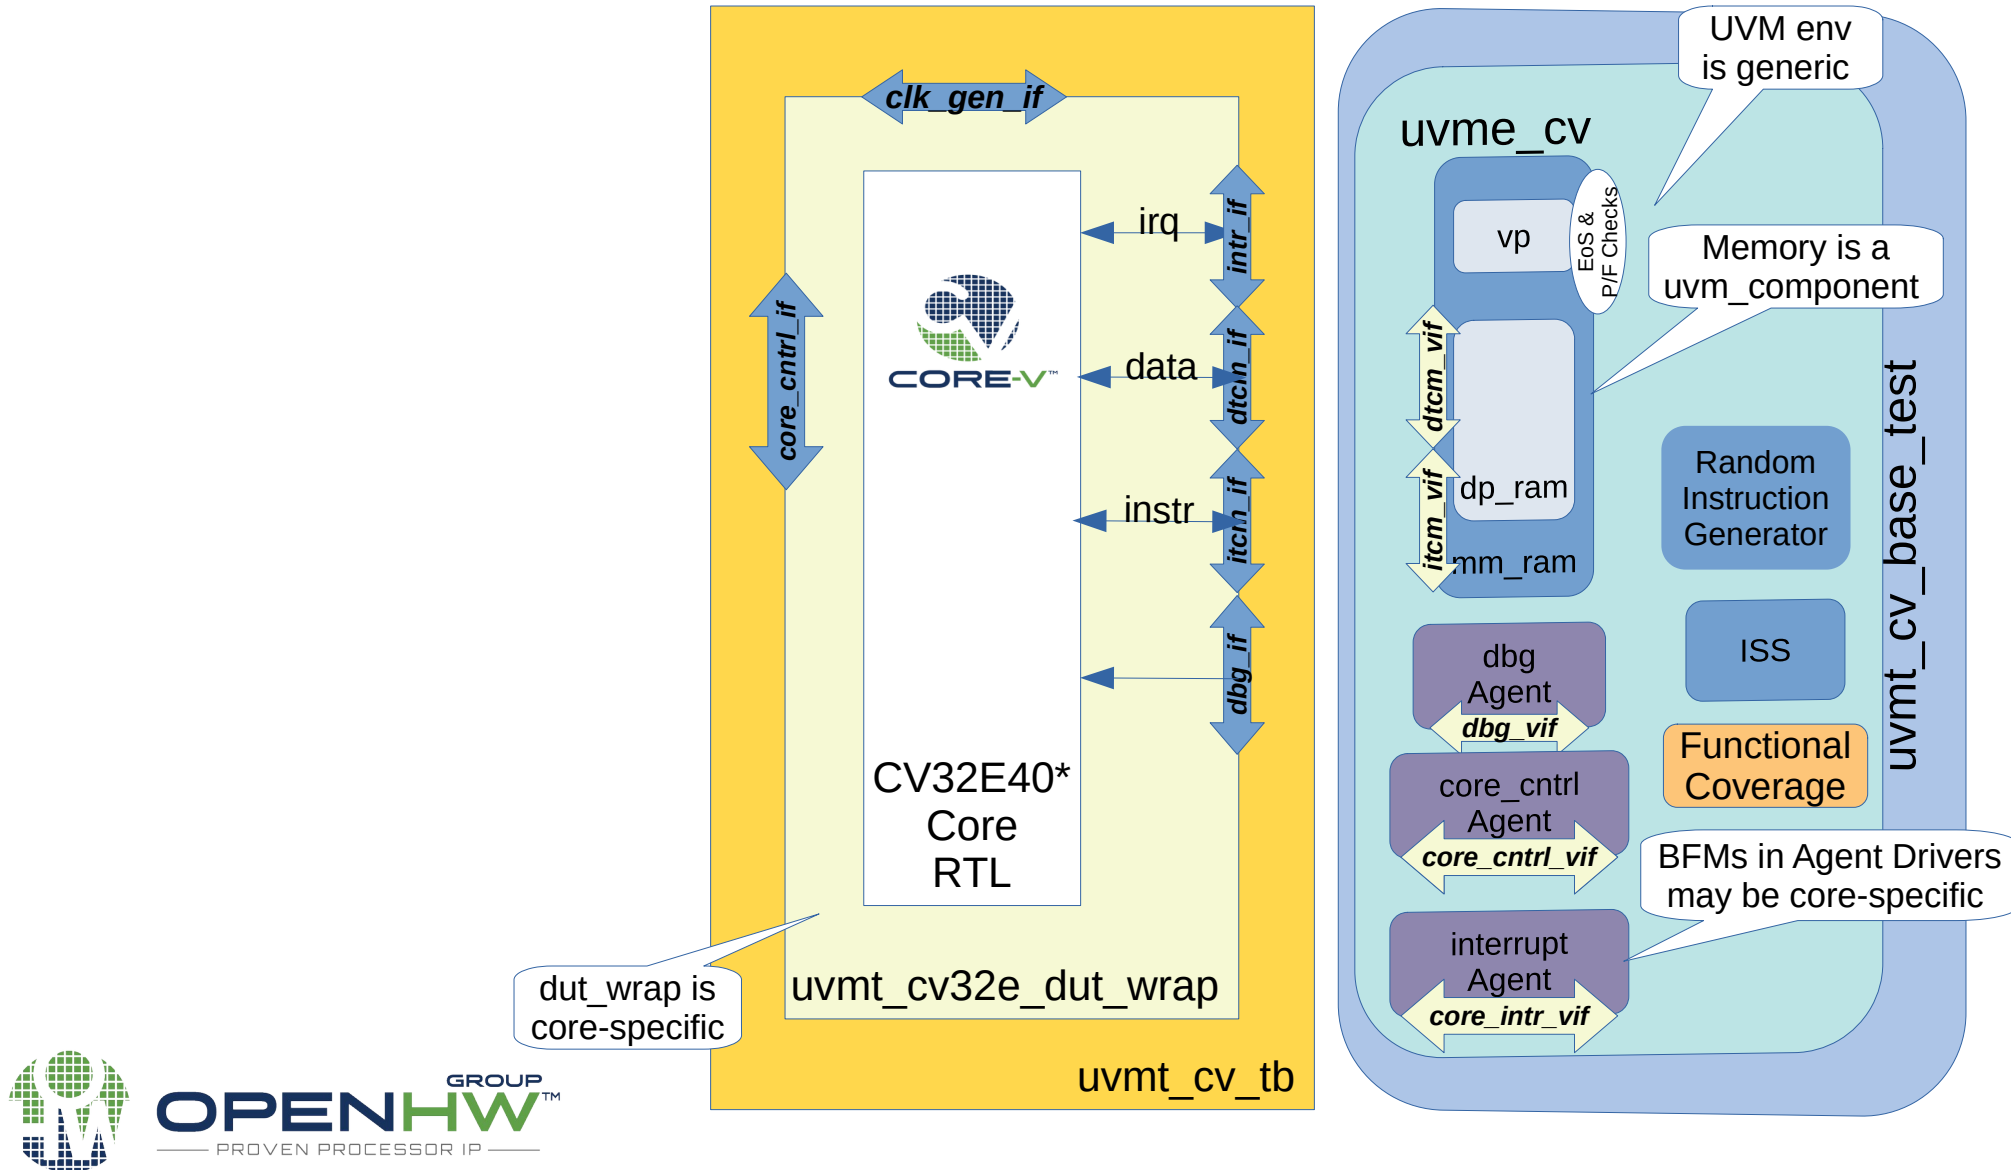 clk_gen_if
core_cntrl_if
irq
intr_if
data
dtcm_if
instr
itcm_if
dbg_if
CORE-V™
CV32E40*
Core
RTL
uvmt_cv32e_dut_wrap
uvmt_cv_tb
dut_wrap is
core-specific
UVM env
is generic
uvme_cv
vp
EoS &
P/F Checks
Memory is a
uvm_component
dtcm_vif
itcm_vif
dp_ram
mm_ram
Random
Instruction
Generator
ISS
Functional
Coverage
dbg
Agent
dbg_vif
core_cntrl
Agent
core_cntrl_vif
BFMs in Agent Drivers
may be core-specific
interrupt
Agent
core_intr_vif
uvmt_cv_base_test
GROUP
OPENHW™
PROVEN PROCESSOR IP